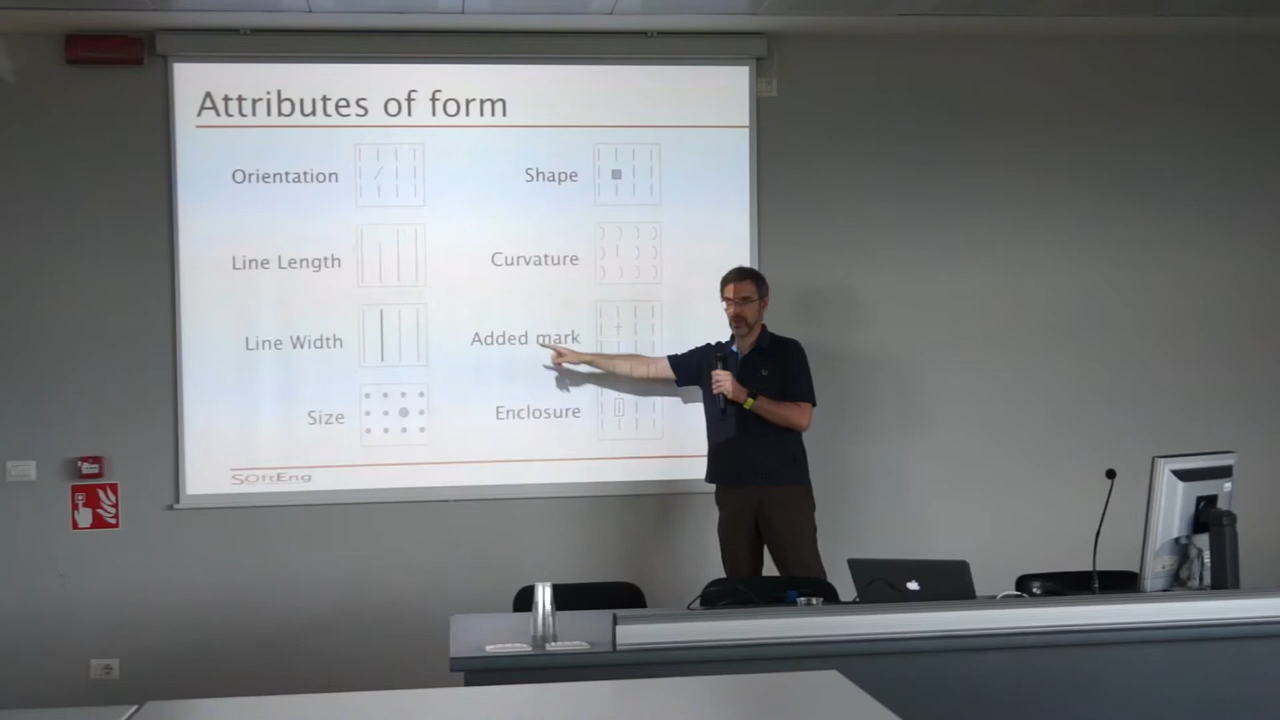 Attributes of form
Orientation
Shape
Line Length
Curvature
Line Width
Added mark
Size
Enclosure
SOftEng